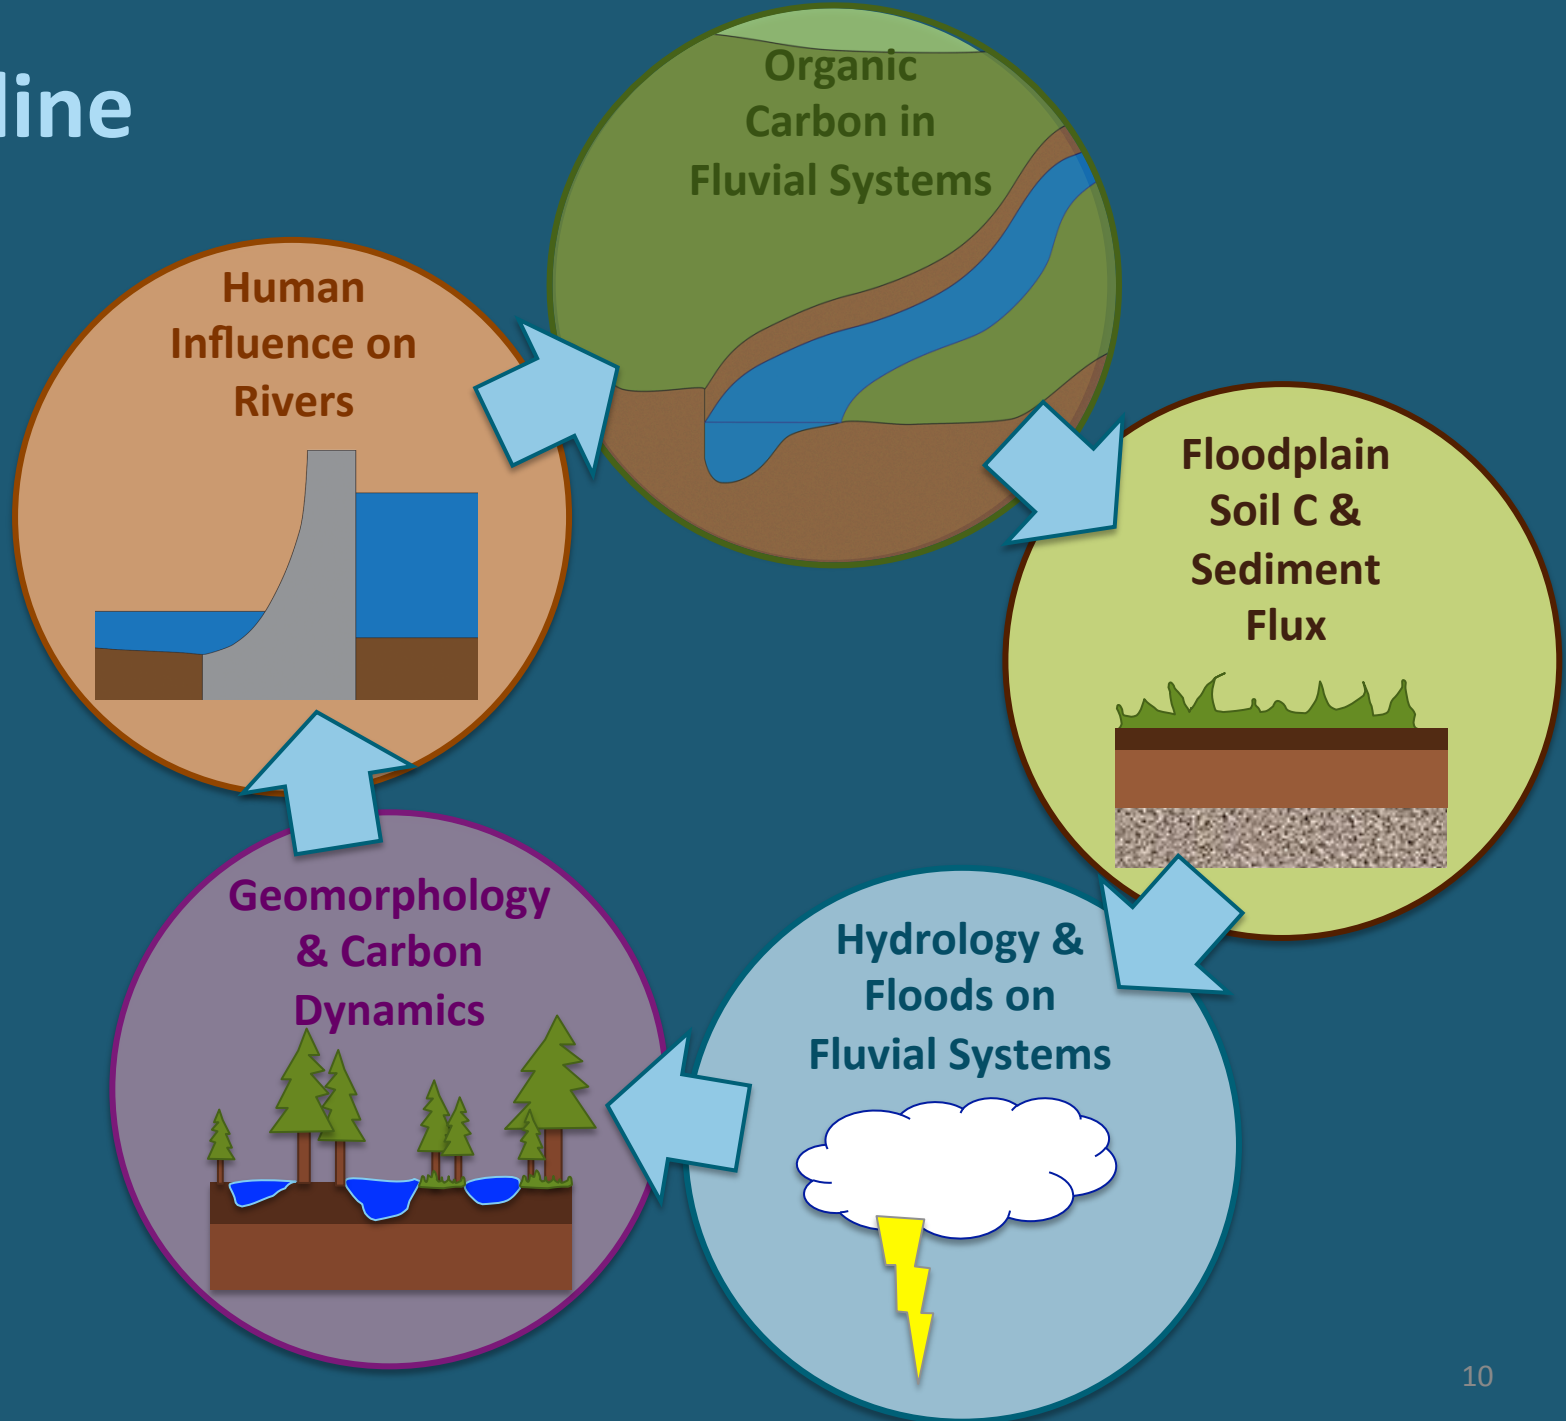 Organic
Carbon in
Fluvial Systems
Human
Influence on
Rivers
Floodplain
Soil C &
Sediment
Flux
Hydrology &
Floods on
Fluvial Systems
Geomorphology
& Carbon
Dynamics
10